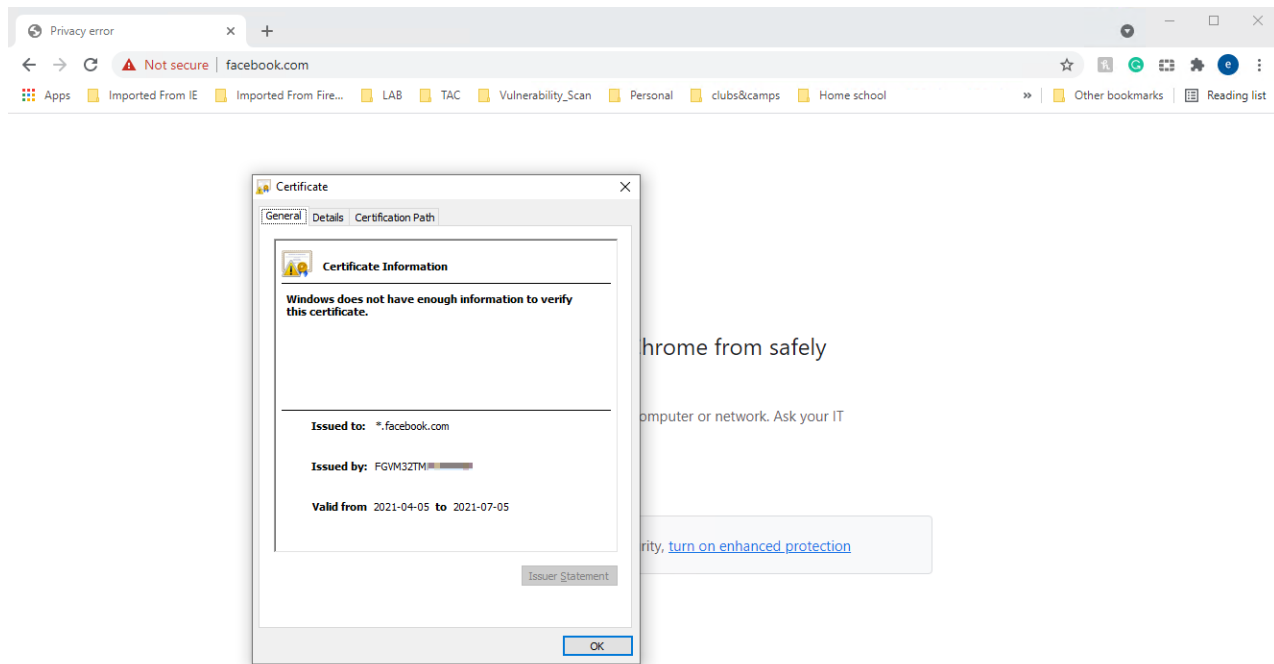 Privacy error
Not secure facebook.com
e
Apps Imported From IE Imported From Fire... LAB TAC Vulnerability_Scan Personal clubs&camps Home school » Other bookmarks Reading list
Certificate
General Details Certification Path
Certificate Information
Windows does not have enough information to verify
this certificate.
hrome from safely
omputer or network. Ask your IT
Issued to: *.facebook.com
Issued by: FGVM32TM
Valid from 2021-04-05 to 2021-07-05
rity, turn on enhanced protection
Issuer Statement
OK